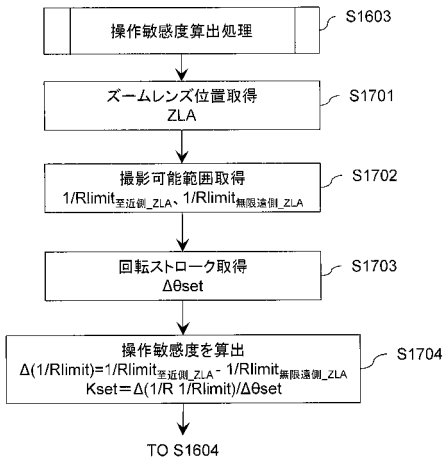 操作敏感度算出処理
S1603
ズームレンズ位置取得
ZLA
S1701
撮影可能範囲取得
1/Rlimit至近側_ZLA、1/Rlimit無限遠側_ZLA
S1702
回転ストローク取得
Δθset
S1703
操作敏感度を算出
Δ(1/Rlimit)=1/Rlimit至近側_ZLA- 1/Rlimit無限遠側_ZLA
Kset=Δ(1/R 1/Rlimit)/Δθset
S1704
TO S1604